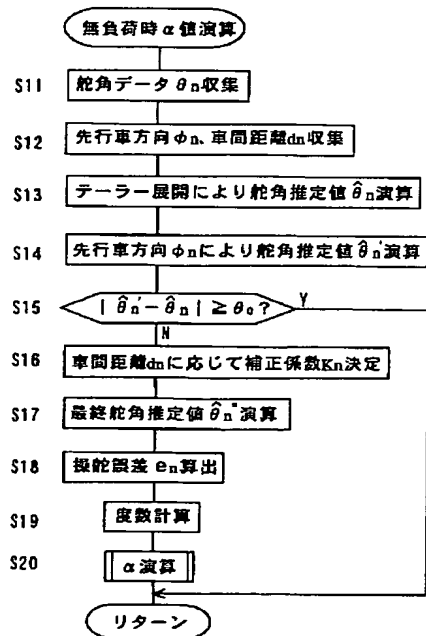 無負荷時α値演算
S11 舵角データθn収集
S12 先行車方向φn、車間距離dn収集
S13 テーラー展開により舵角推定値θ̂n演算
S14 先行車方向φnにより舵角推定値θ̂n'演算
S15 | θ̂n'−θ̂n | ≧θ₀? Y
N
S16 車間距離dnに応じて補正係数Kn決定
S17 最終舵角推定値θ̂n"演算
S18 操舵誤差en算出
S19 度数計算
S20 α演算
リターン